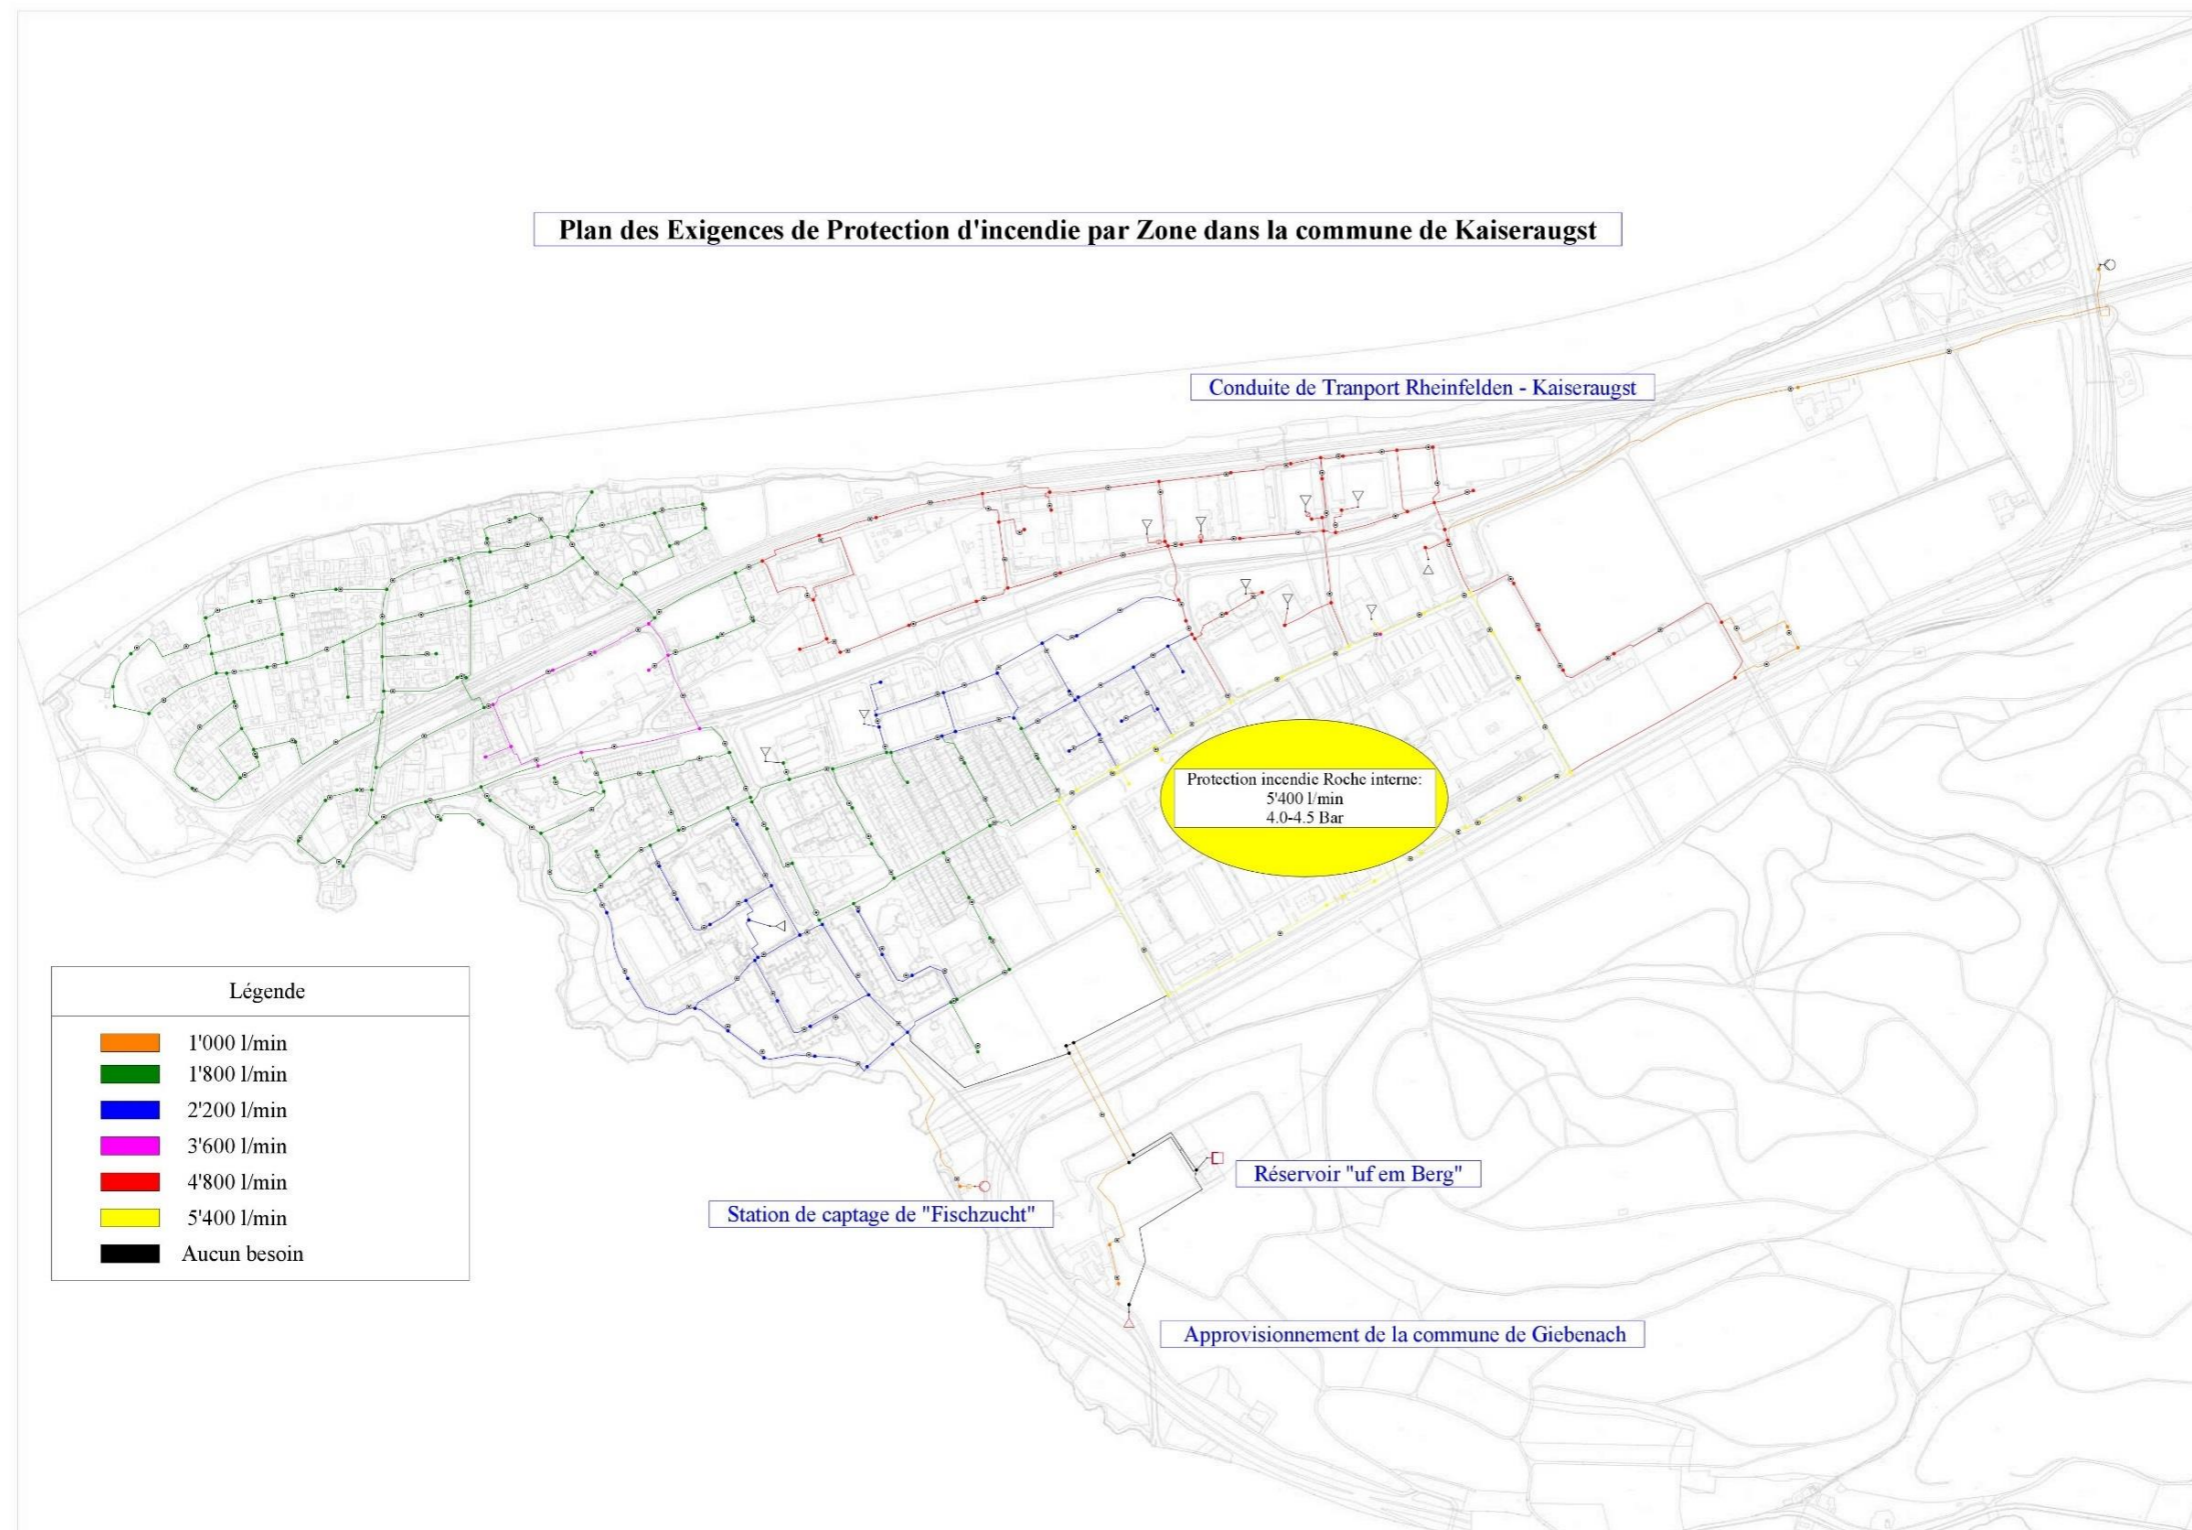 Plan des Exigences de Protection d'incendie par Zone dans la commune de Kaiseraugst
Conduite de Tranport Rheinfelden - Kaiseraugst
Protection incendie Roche interne:
5'400 l/min
4.0-4.5 Bar
Légende
1'000 l/min
1'800 l/min
2'200 l/min
3'600 l/min
4'800 l/min
5'400 l/min
Aucun besoin
Réservoir "uf em Berg"
Station de captage de "Fischzucht"
Approvisionnement de la commune de Giebenach